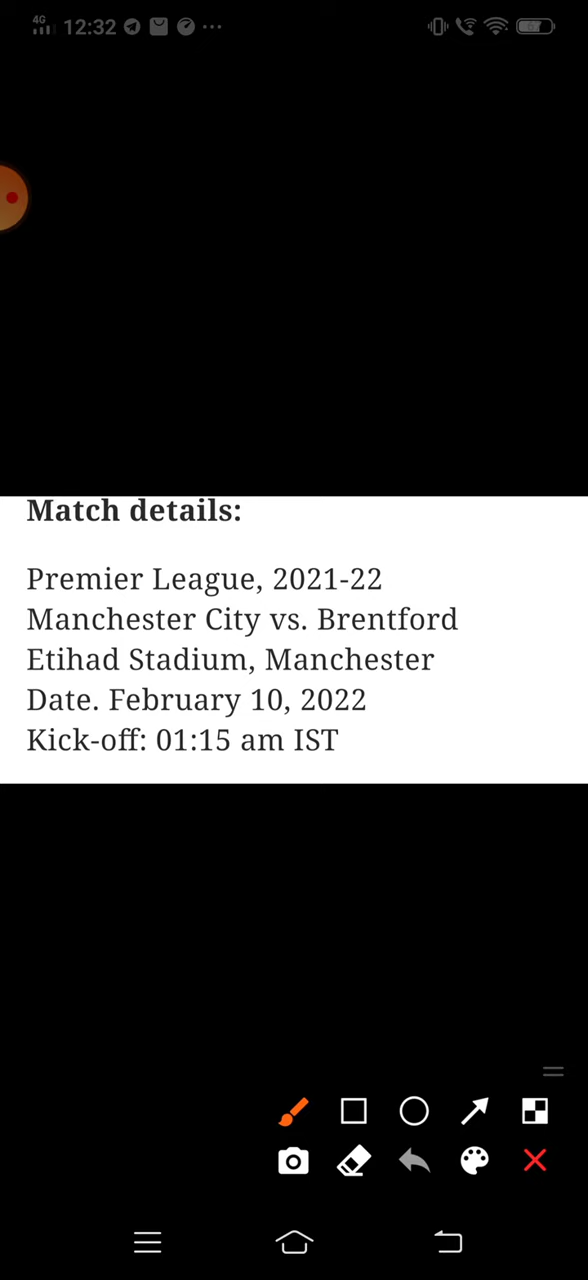 4G 12:32
Match details:
Premier League, 2021-22
Manchester City vs. Brentford
Etihad Stadium, Manchester
Date. February 10, 2022
Kick-off: 01:15 am IST